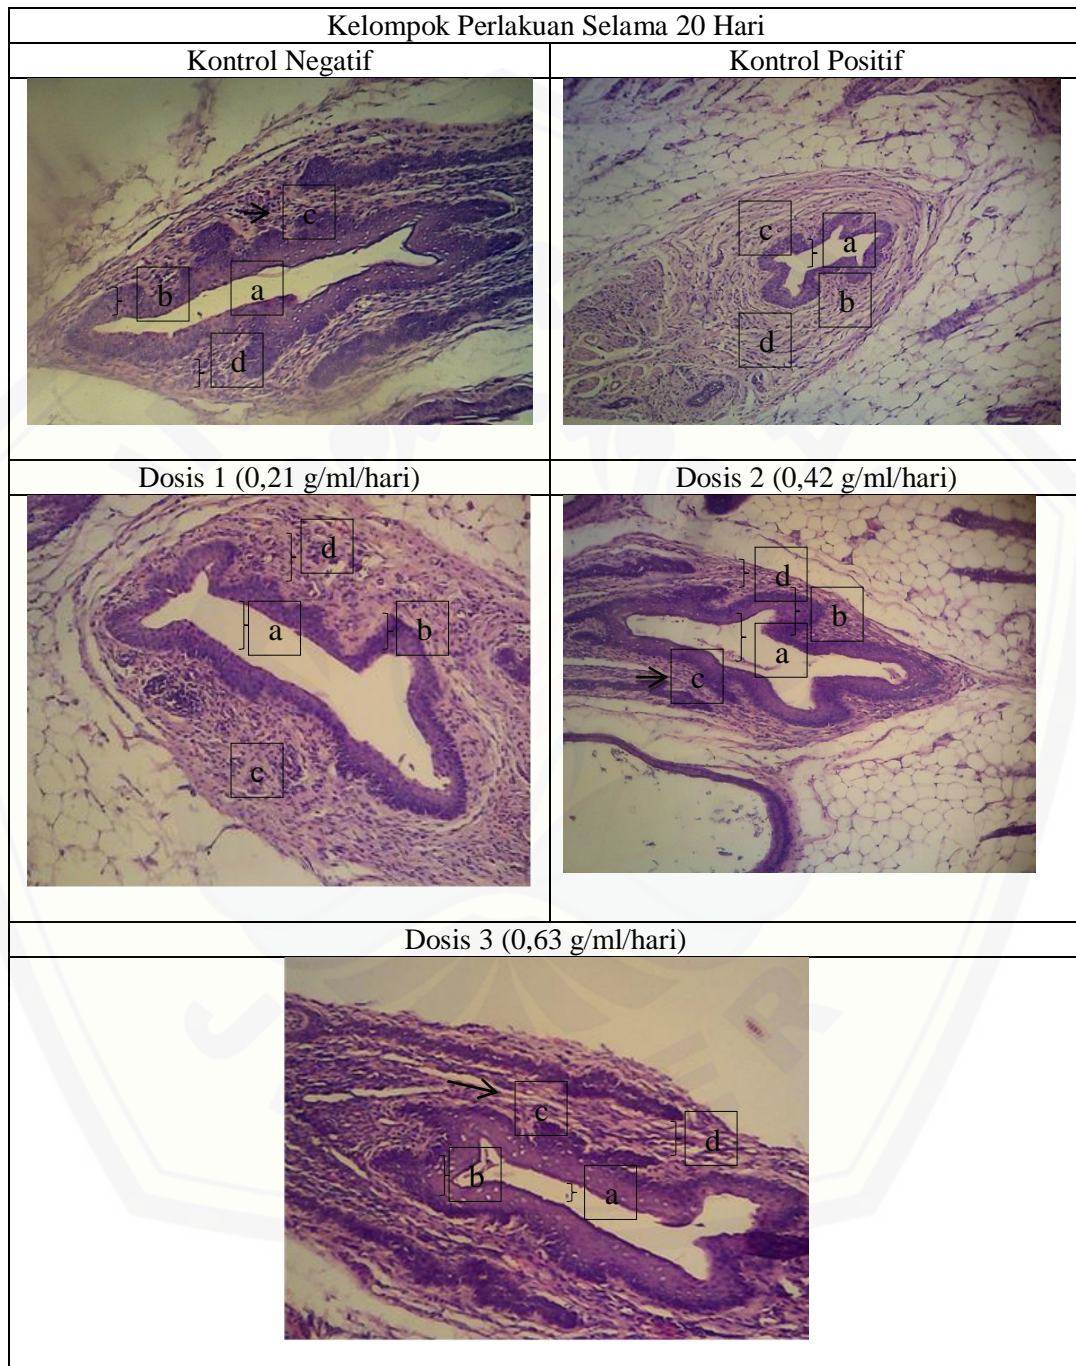 Kelompok Perlakuan Selama 20 Hari
Kontrol Negatif
Kontrol Positif
c
b
a
d
c
a
b
d
Dosis 1 (0,21 g/ml/hari)
Dosis 2 (0,42 g/ml/hari)
d
a
b
c
d
b
a
c
Dosis 3 (0,63 g/ml/hari)
c
d
b
a